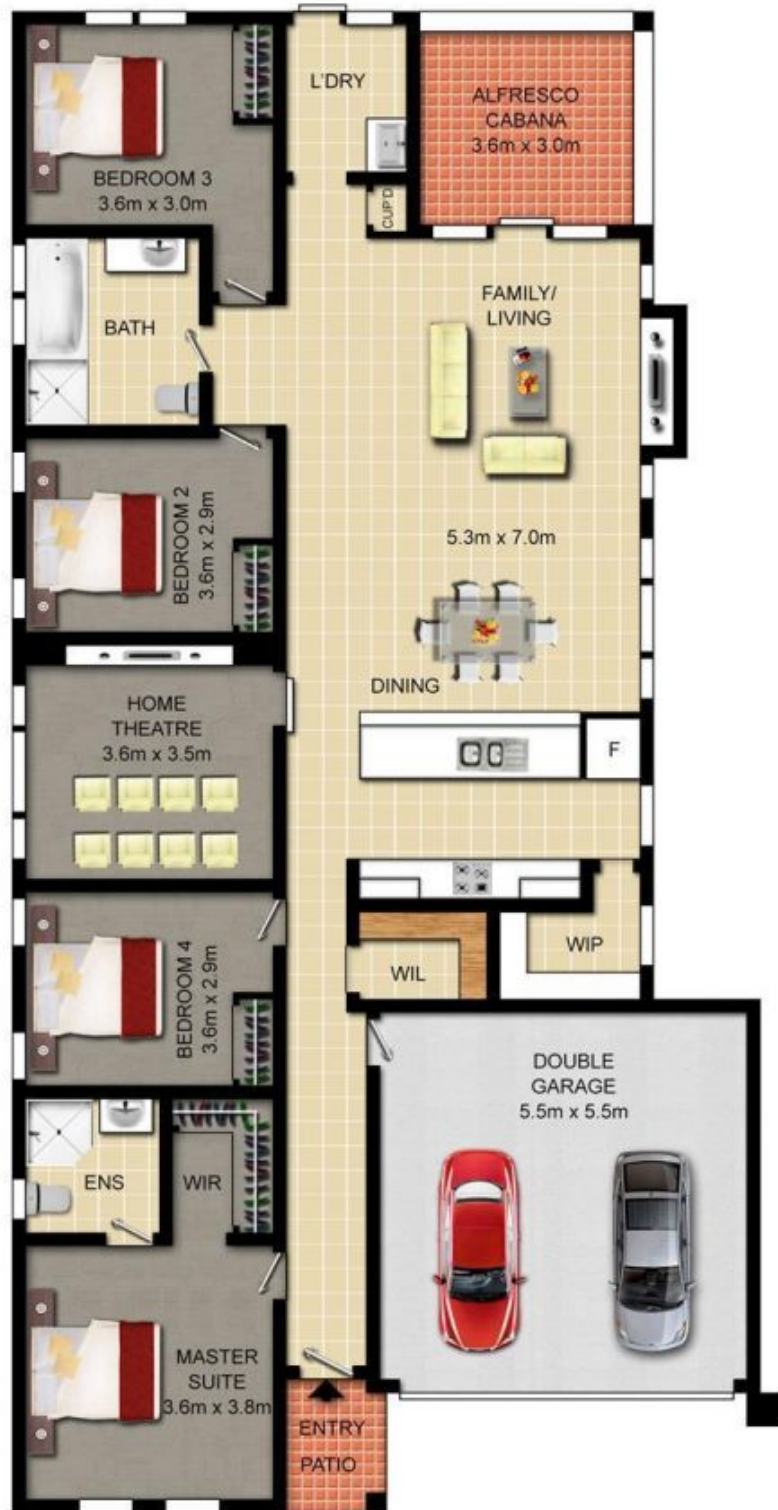 L'DRY
ALFRESCO
CABANA
3.6m x 3.0m
BEDROOM 3
3.6m x 3.0m
CUP'D
BATH
FAMILY/
LIVING
BEDROOM 2
3.6m x 2.9m
5.3m x 7.0m
DINING
HOME
THEATRE
3.6m x 3.5m
F
BEDROOM 4
3.6m x 2.9m
WIL
WIP
DOUBLE
GARAGE
5.5m x 5.5m
ENS
WIR
MASTER
SUITE
3.6m x 3.8m
ENTRY
PATIO